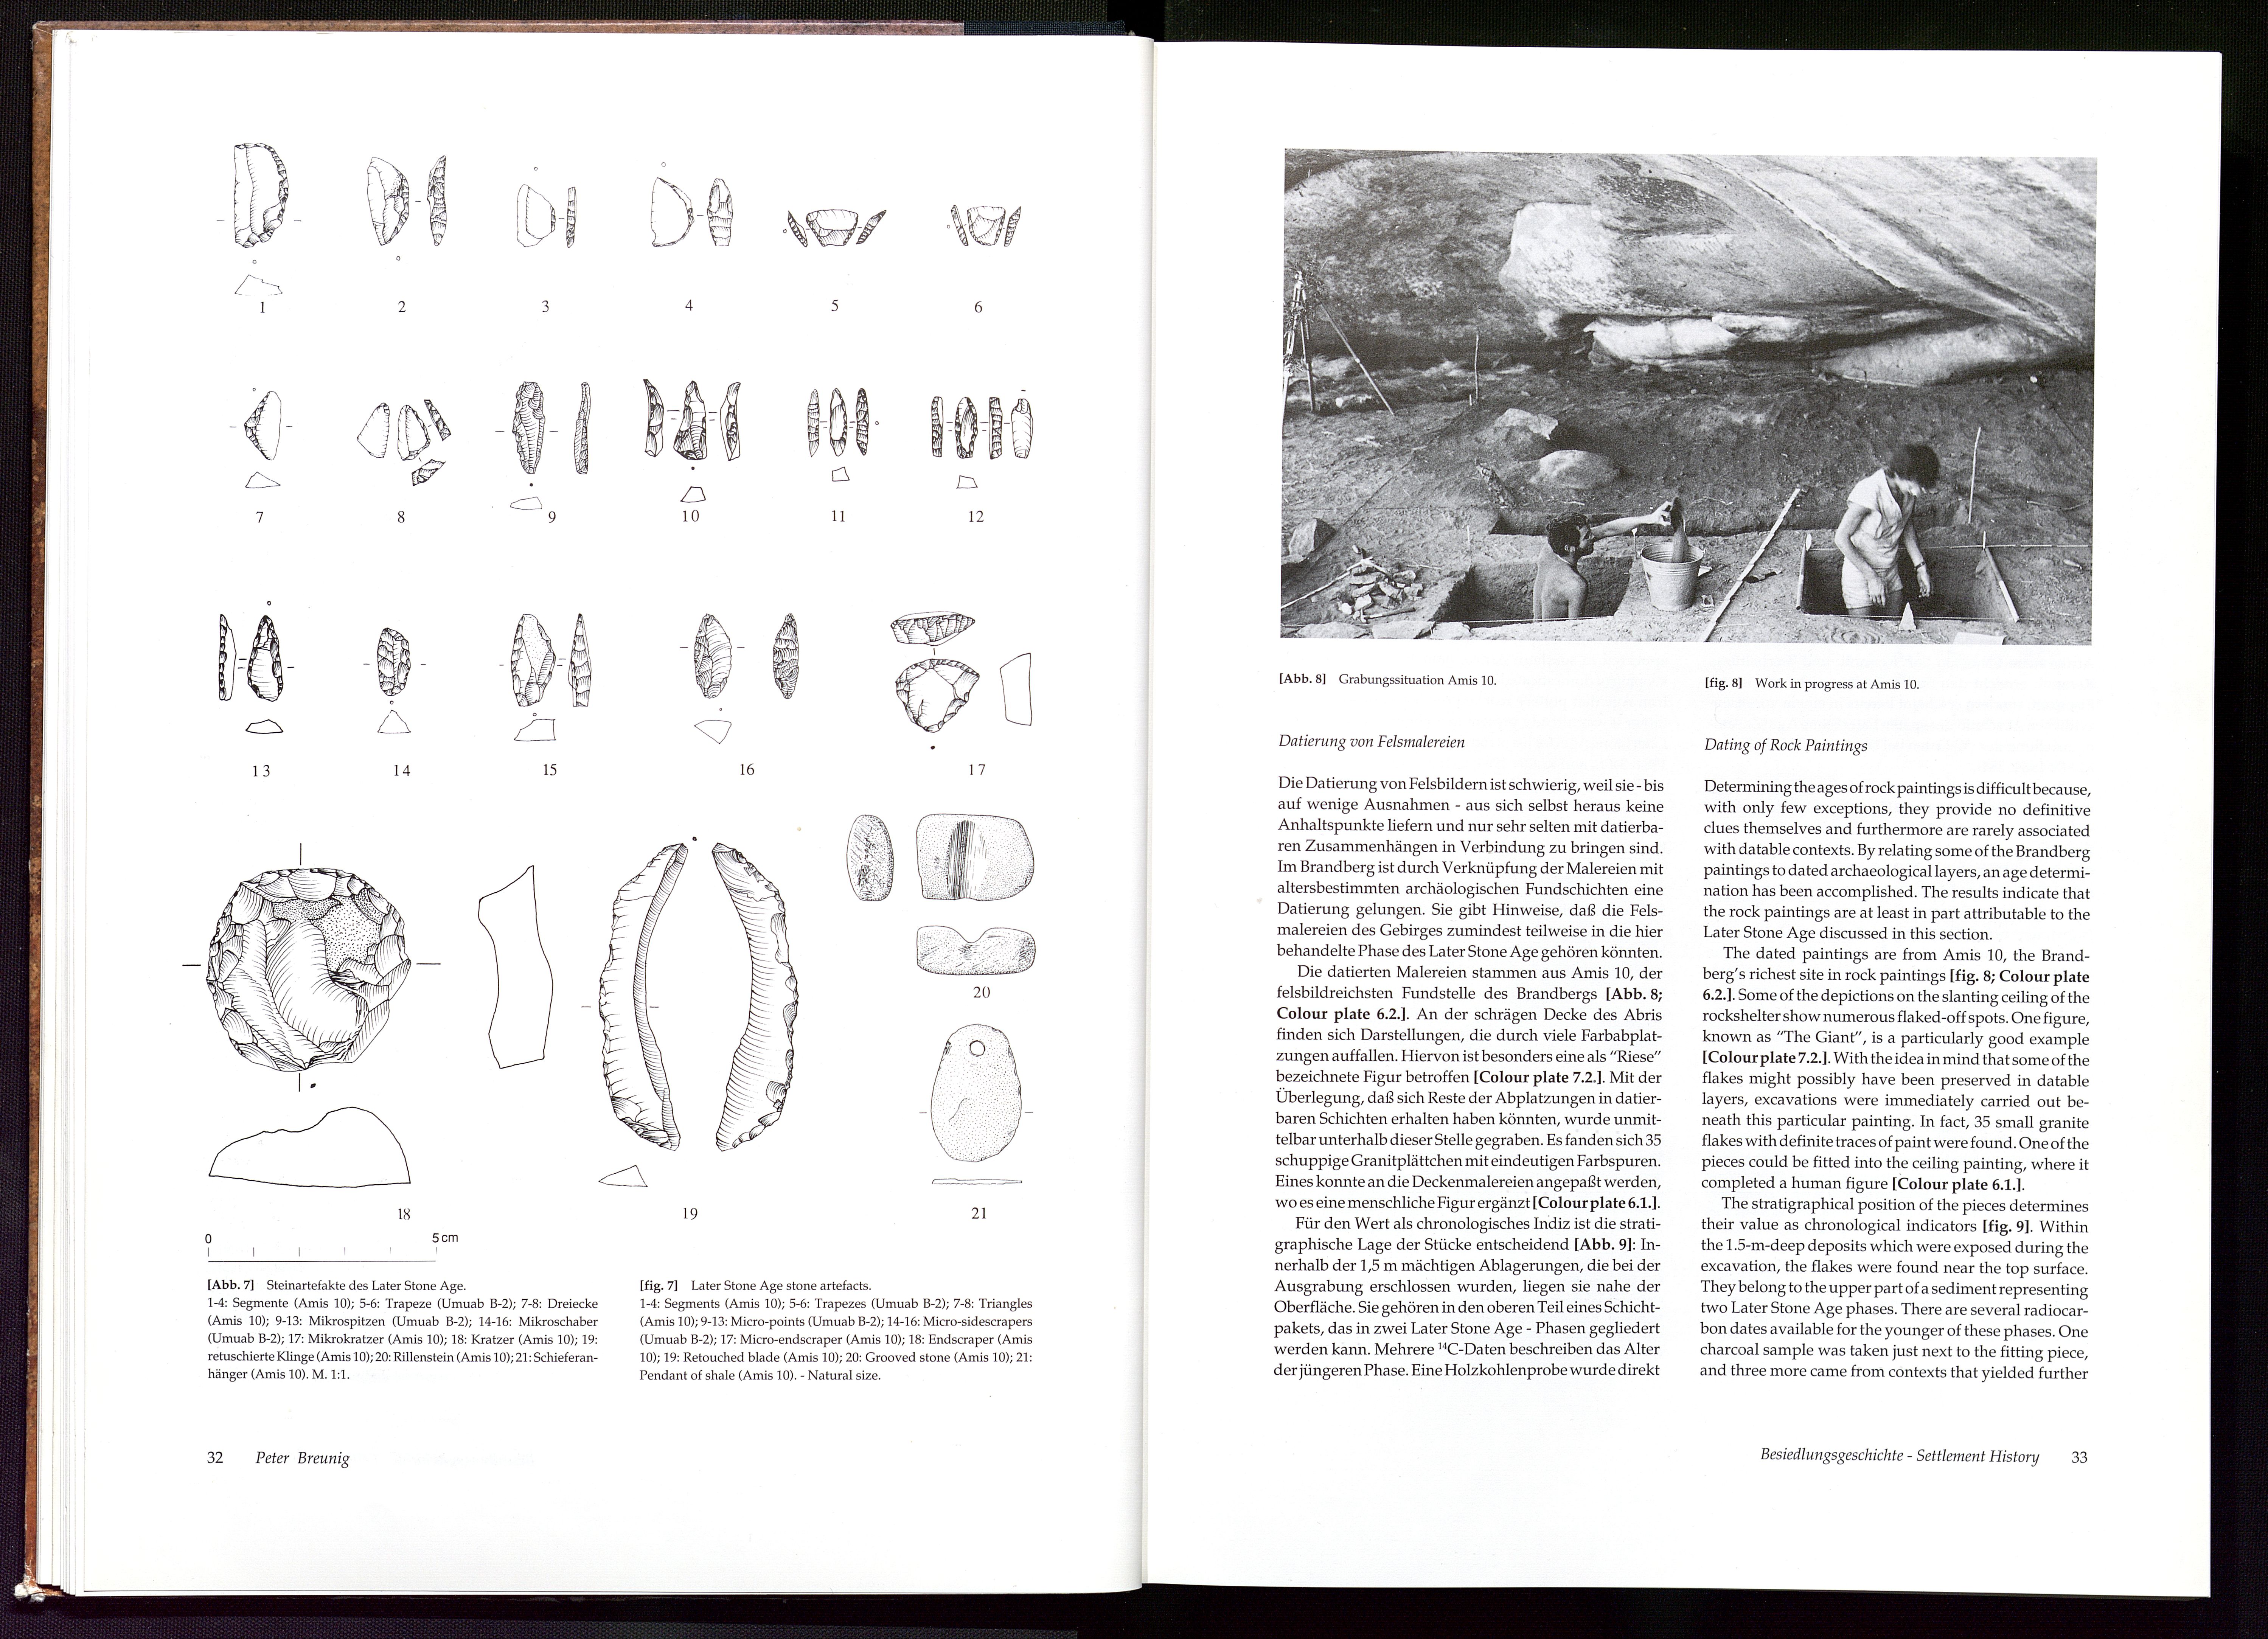 1 2 3 4 5 6
7 8 9 10 11 12
13 14 15 16 17
20
18 19 21
0 5 cm
[Abb. 7] Steinartefakte des Later Stone Age.
1-4: Segmente (Amis 10); 5-6: Trapeze (Umuab B-2); 7-8: Dreiecke
(Amis 10); 9-13: Mikrospitzen (Umuab B-2); 14-16: Mikroschaber
(Umuab B-2); 17: Mikrokratzer (Amis 10); 18: Kratzer (Amis 10); 19:
retuschierte Klinge (Amis 10); 20: Rillenstein (Amis 10); 21: Schieferan-
hänger (Amis 10). M. 1:1.
[fig. 7] Later Stone Age stone artefacts.
1-4: Segments (Amis 10); 5-6: Trapezes (Umuab B-2); 7-8: Triangles
(Amis 10); 9-13: Micro-points (Umuab B-2); 14-16: Micro-sidescrapers
(Umuab B-2); 17: Micro-endscraper (Amis 10); 18: Endscraper (Amis
10); 19: Retouched blade (Amis 10); 20: Grooved stone (Amis 10); 21:
Pendant of shale (Amis 10). - Natural size.
32 Peter Breunig
[Abb. 8] Grabungssituation Amis 10.
[fig. 8] Work in progress at Amis 10.
Datierung von Felsmalereien
Die Datierung von Felsbildern ist schwierig, weil sie - bis
auf wenige Ausnahmen - aus sich selbst heraus keine
Anhaltspunkte liefern und nur sehr selten mit datierba-
ren Zusammenhängen in Verbindung zu bringen sind.
Im Brandberg ist durch Verknüpfung der Malereien mit
altersbestimmten archäologischen Fundschichten eine
Datierung gelungen. Sie gibt Hinweise, daß die Fels-
malereien des Gebirges zumindest teilweise in die hier
behandelte Phase des Later Stone Age gehören könnten.
Die datierten Malereien stammen aus Amis 10, der
felsbildreichsten Fundstelle des Brandbergs [Abb. 8;
Colour plate 6.2.]. An der schrägen Decke des Abris
finden sich Darstellungen, die durch viele Farbabplat-
zungen auffallen. Hiervon ist besonders eine als “Riese”
bezeichnete Figur betroffen [Colour plate 7.2.]. Mit der
Überlegung, daß sich Reste der Abplatzungen in datier-
baren Schichten erhalten haben könnten, wurde unmit-
telbar unterhalb dieser Stelle gegraben. Es fanden sich 35
schuppige Granitplättchen mit eindeutigen Farbspuren.
Eines konnte an die Deckenmalereien angepaßt werden,
wo es eine menschliche Figur ergänzt [Colour plate 6.1.].
Für den Wert als chronologisches Indiz ist die strati-
graphische Lage der Stücke entscheidend [Abb. 9]: In-
nerhalb der 1,5 m mächtigen Ablagerungen, die bei der
Ausgrabung erschlossen wurden, liegen sie nahe der
Oberfläche. Sie gehören in den oberen Teil eines Schicht-
pakets, das in zwei Later Stone Age - Phasen gegliedert
werden kann. Mehrere ¹⁴C-Daten beschreiben das Alter
der jüngeren Phase. Eine Holzkohlenprobe wurde direkt
Dating of Rock Paintings
Determining the ages of rock paintings is difficult because,
with only few exceptions, they provide no definitive
clues themselves and furthermore are rarely associated
with datable contexts. By relating some of the Brandberg
paintings to dated archaeological layers, an age determi-
nation has been accomplished. The results indicate that
the rock paintings are at least in part attributable to the
Later Stone Age discussed in this section.
The dated paintings are from Amis 10, the Brand-
berg's richest site in rock paintings [fig. 8; Colour plate
6.2.]. Some of the depictions on the slanting ceiling of the
rockshelter show numerous flaked-off spots. One figure,
known as “The Giant”, is a particularly good example
[Colour plate 7.2.]. With the idea in mind that some of the
flakes might possibly have been preserved in datable
layers, excavations were immediately carried out be-
neath this particular painting. In fact, 35 small granite
flakes with definite traces of paint were found. One of the
pieces could be fitted into the ceiling painting, where it
completed a human figure [Colour plate 6.1.].
The stratigraphical position of the pieces determines
their value as chronological indicators [fig. 9]. Within
the 1.5-m-deep deposits which were exposed during the
excavation, the flakes were found near the top surface.
They belong to the upper part of a sediment representing
two Later Stone Age phases. There are several radiocar-
bon dates available for the younger of these phases. One
charcoal sample was taken just next to the fitting piece,
and three more came from contexts that yielded further
Besiedlungsgeschichte - Settlement History 33